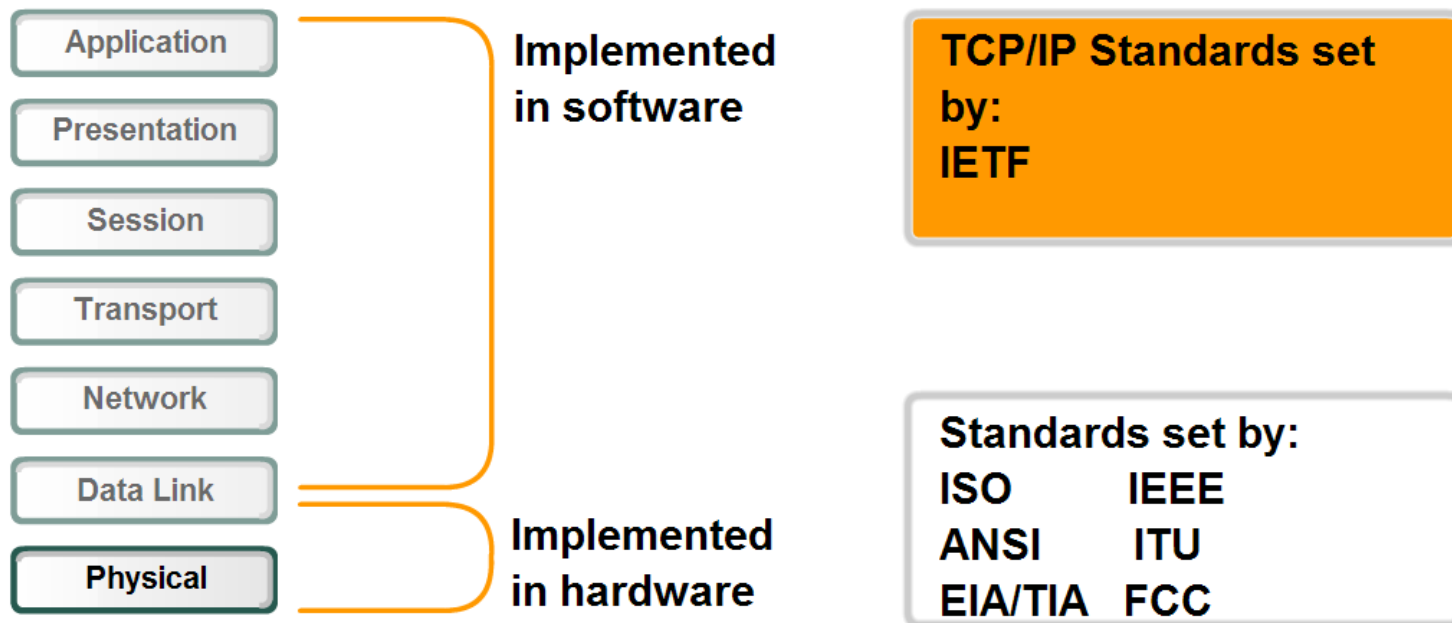 Application
Presentation
Session
Transport
Network
Data Link
Physical
Implemented
in software
Implemented
in hardware
TCP/IP Standards set
by:
IETF
Standards set by:
ISO IEEE
ANSI ITU
EIA/TIA FCC